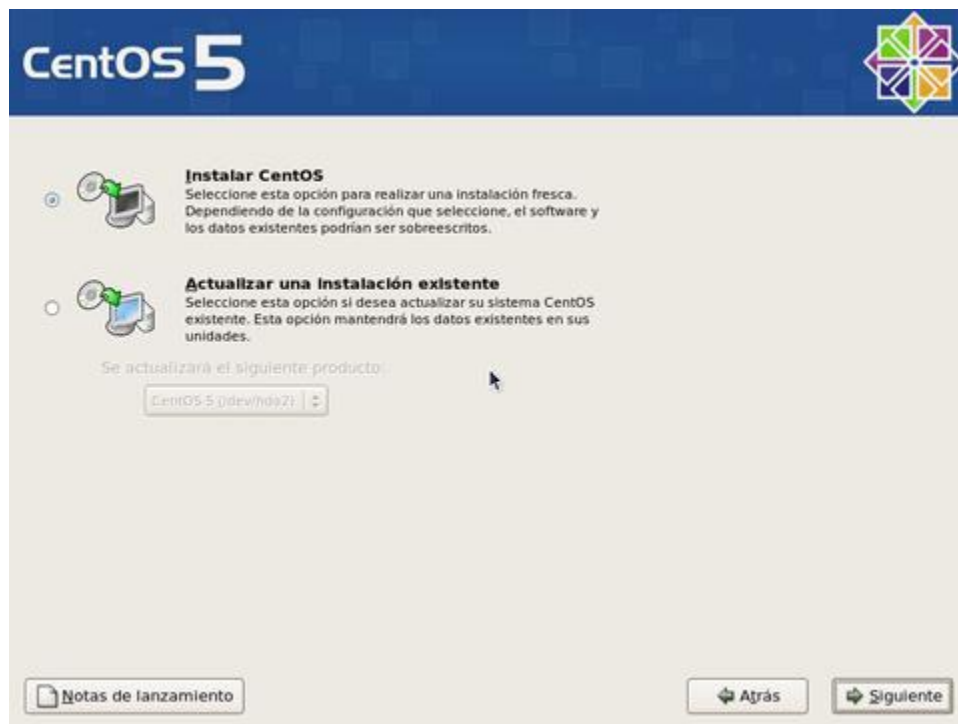 CentOS 5
Instalar CentOS
Seleccione esta opción para realizar una instalación fresca.
Dependiendo de la configuración que seleccione, el software y
los datos existentes podrían ser sobreescritos.
Actualizar una instalación existente
Seleccione esta opción si desea actualizar su sistema CentOS
existente. Esta opción mantendrá los datos existentes en sus
unidades.
Se actualizará el siguiente producto:
CentOS 5 (/dev/hda2)
Notas de lanzamiento
Atrás
Siguiente